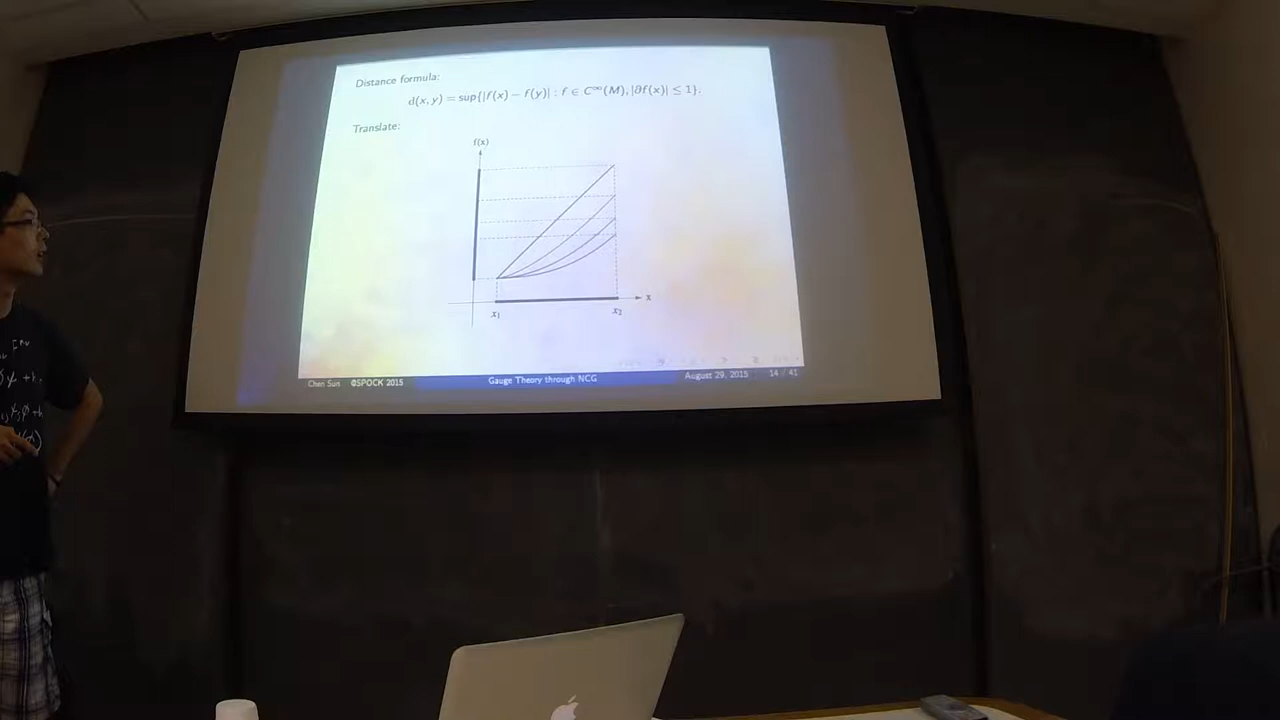 Distance formula:
d(x, y) = sup{|f(x) − f(y)| : f ∈ C^∞(M), |∂f(x)| ≤ 1}.
Translate:
f(x)
x
x₁
x₂
Chen Sun @SPOCK 2015
Gauge Theory through NCG
August 29, 2015
14 / 41